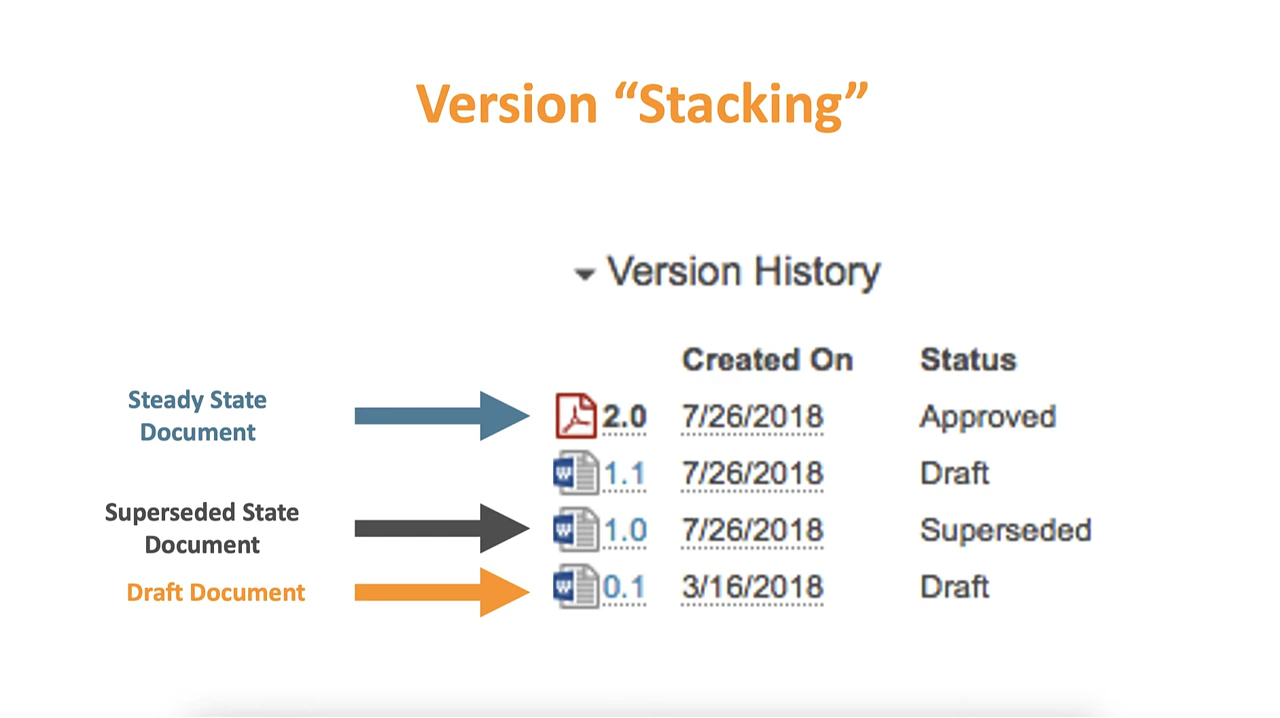 Version “Stacking”
Version History
Created On Status
Steady State
Document
2.0 7/26/2018 Approved
1.1 7/26/2018 Draft
Superseded State
Document
1.0 7/26/2018 Superseded
Draft Document
0.1 3/16/2018 Draft